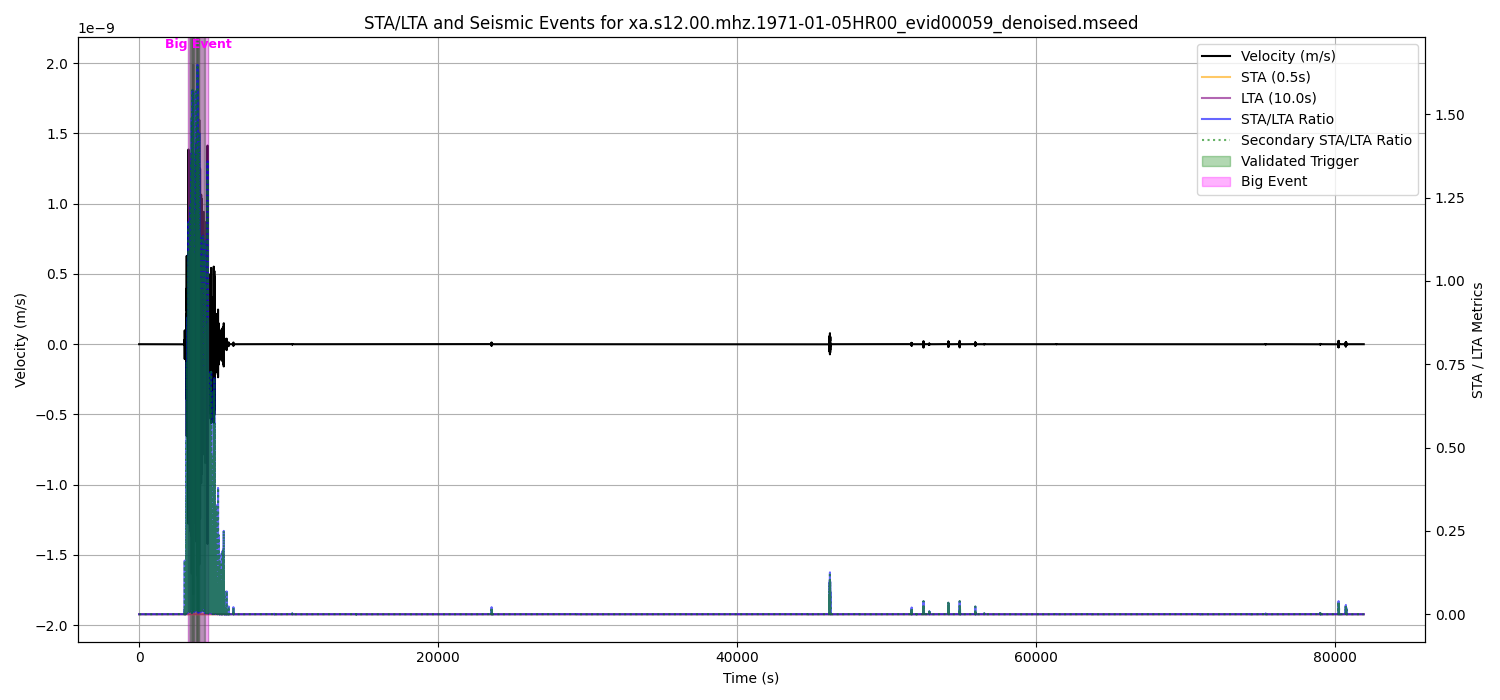 STA/LTA and Seismic Events for xa.s12.00.mhz.1971-01-05HR00_evid00059_denoised.mseed
1e−9
Big Event
Velocity (m/s)
STA (0.5s)
LTA (10.0s)
STA/LTA Ratio
Secondary STA/LTA Ratio
Validated Trigger
Big Event
2.0
1.5
1.0
0.5
0.0
−0.5
−1.0
−1.5
−2.0
Velocity (m/s)
1.50
1.25
1.00
0.75
0.50
0.25
0.00
STA / LTA Metrics
0 20000 40000 60000 80000
Time (s)